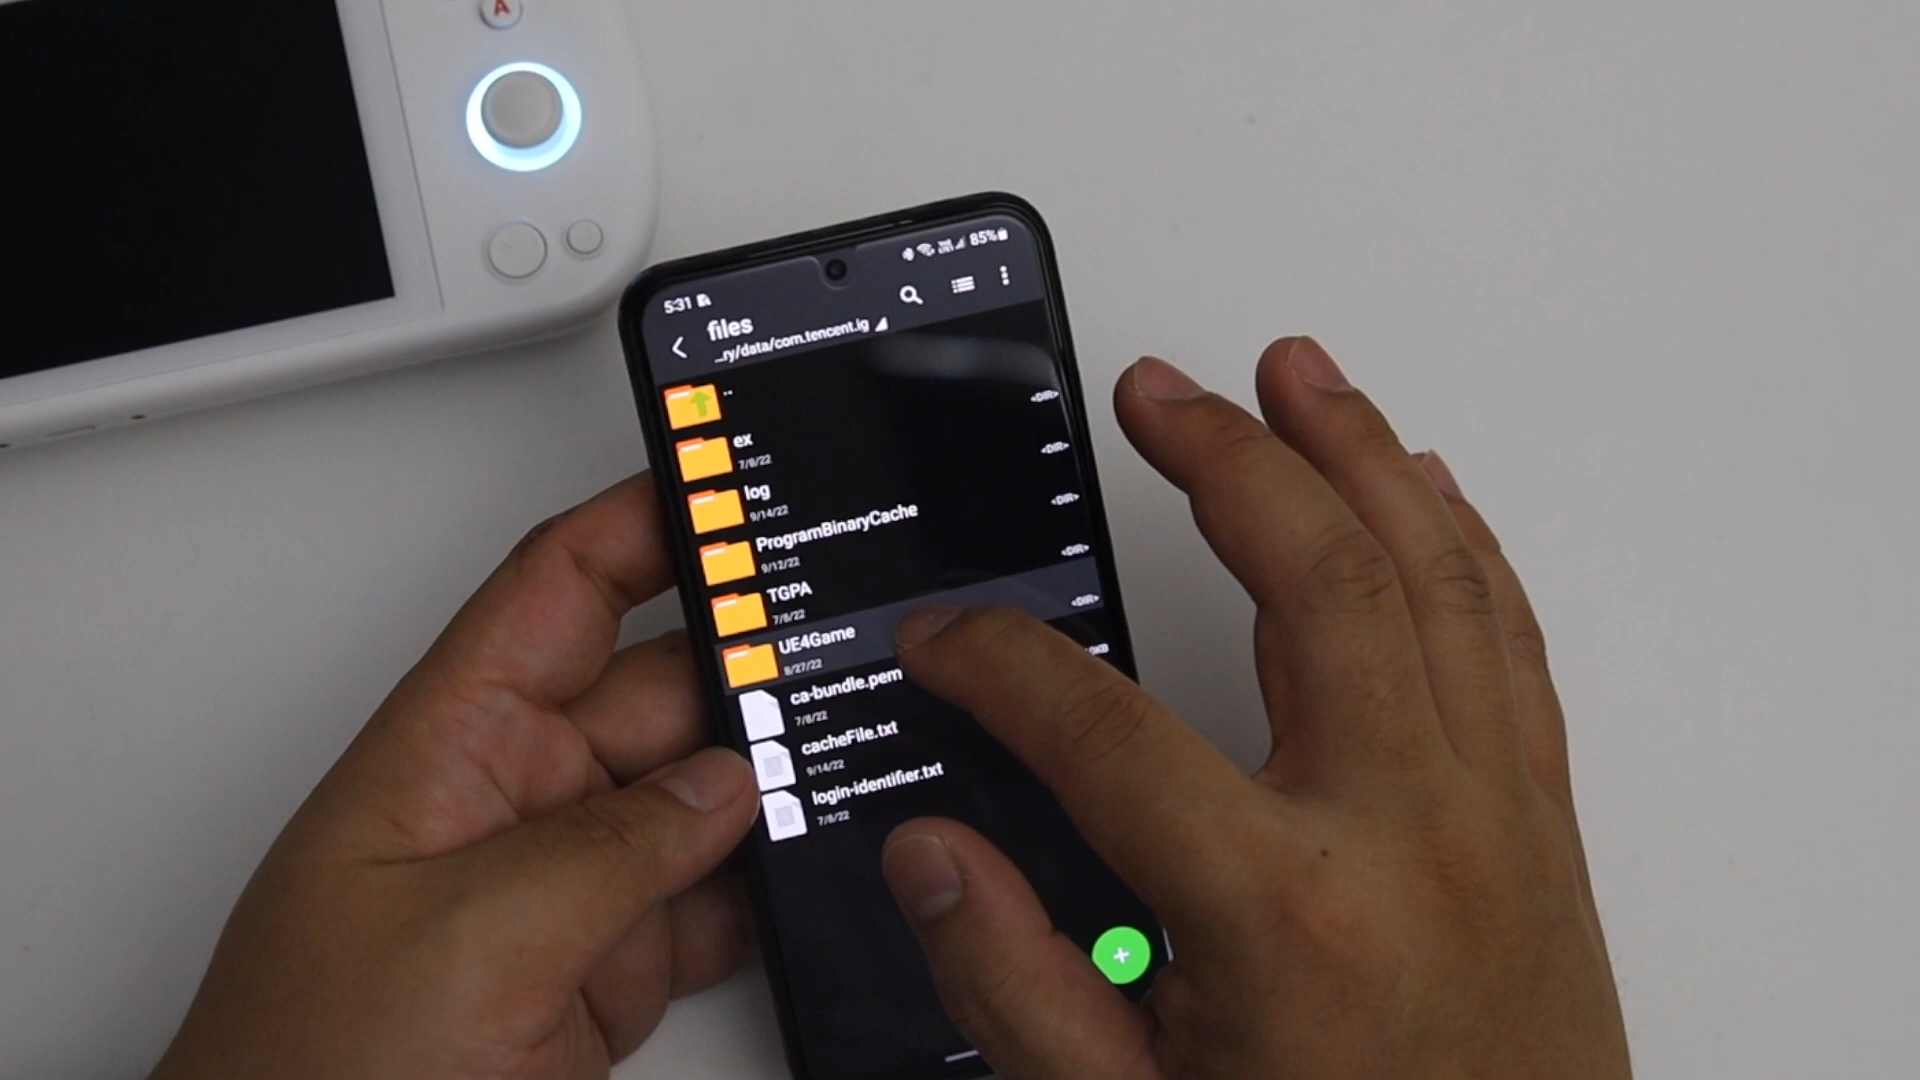 A
5:31
85%
files
_ry/data/com.tencent.ig
..
<DIR>
ex
7/8/22
<DIR>
log
9/14/22
<DIR>
ProgramBinaryCache
9/12/22
<DIR>
TGPA
7/8/22
<DIR>
UE4Game
8/27/22
ca-bundle.pem
7/8/22
cacheFile.txt
9/14/22
login-identifier.txt
7/8/22
+